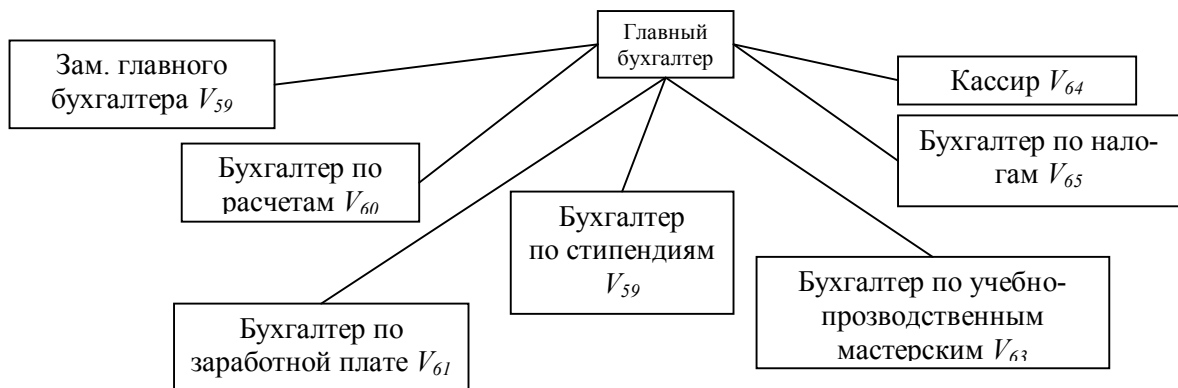 Главный
бухгалтер
Зам. главного
бухгалтера V59
Кассир V64
Бухгалтер по нало-
гам V65
Бухгалтер по
расчетам V60
Бухгалтер
по стипендиям
V59
Бухгалтер по учебно-
прозводственным
мастерским V63
Бухгалтер по
заработной плате V61